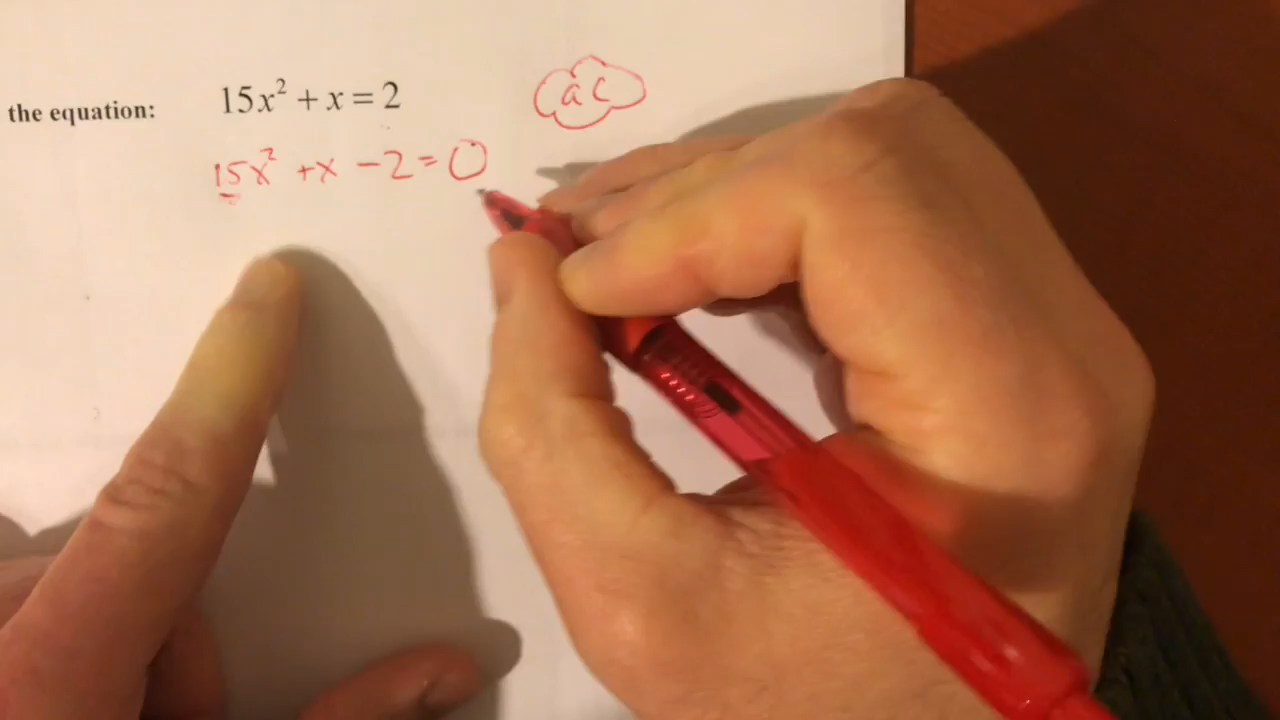 the equation: 15x² + x = 2
ac
15x² + x - 2 = 0